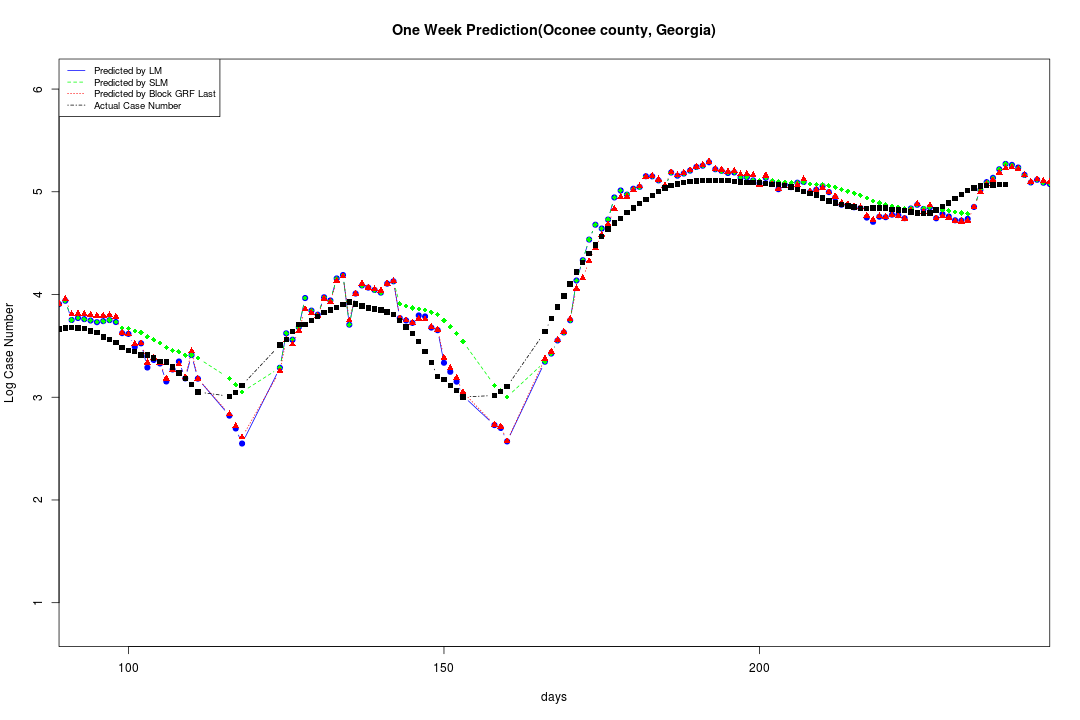 One Week Prediction(Oconee county, Georgia)
Predicted by LM
Predicted by SLM
Predicted by Block GRF Last
Actual Case Number
6
5
4
3
2
1
Log Case Number
100
150
200
days